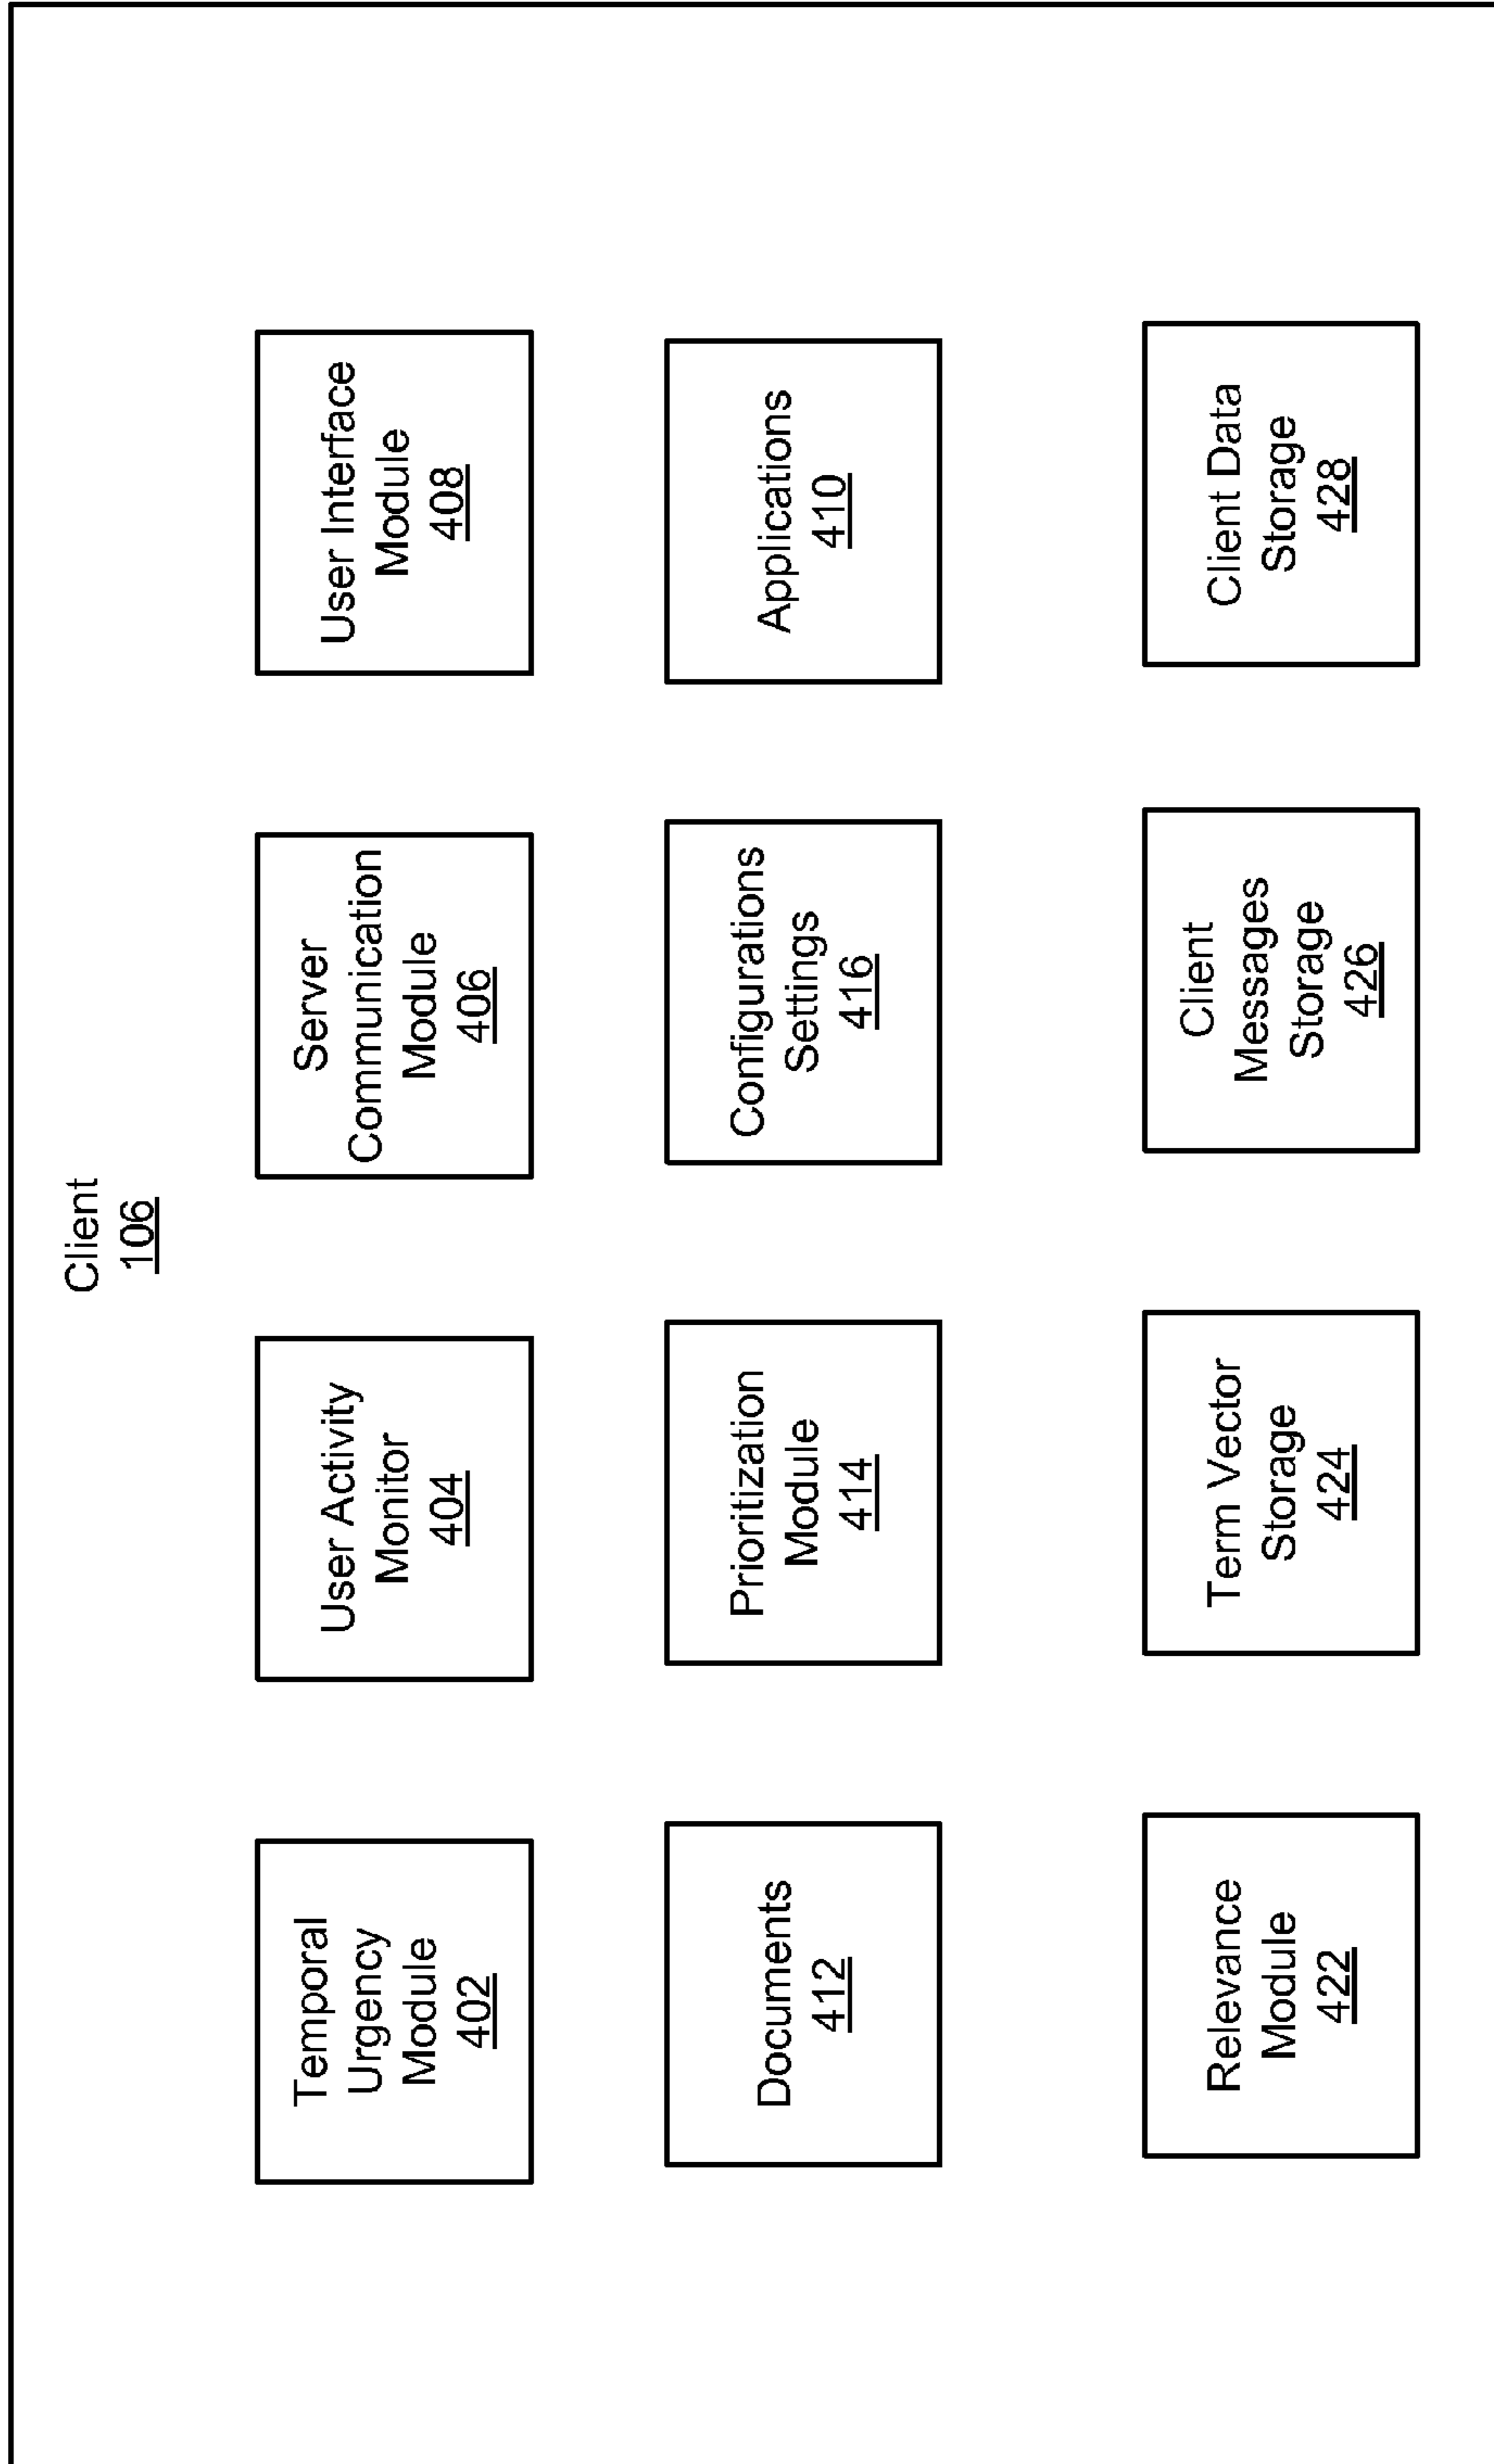 Client
106
Temporal
Urgency
Module
402
User Activity
Monitor
404
Server
Communication
Module
406
User Interface
Module
408
Documents
412
Prioritization
Module
414
Configurations
Settings
416
Applications
410
Relevance
Module
422
Term Vector
Storage
424
Client
Messages
Storage
426
Client Data
Storage
428